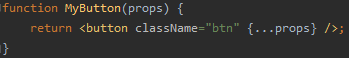 function MyButton(props) {
return <button className="btn" {...props} />;
}